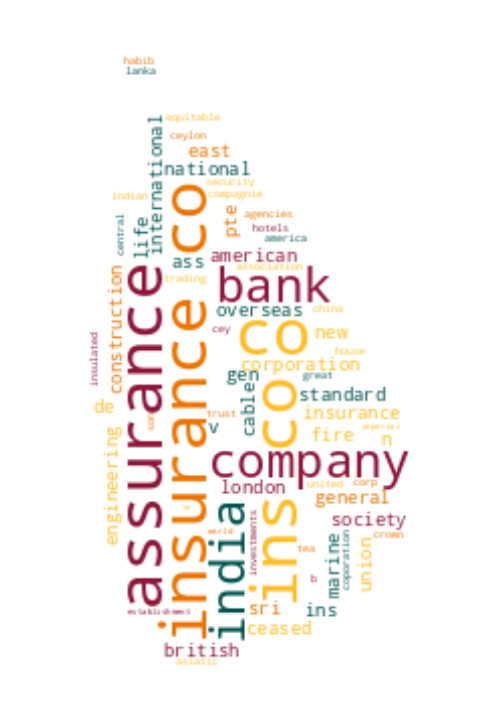 habib
lanka
equitable
ceylon
east
national
international
security
indian
compagnie
life
central
co
pte
agencies
hotels
america
american
ass
association
trading
bank
construction
assurance
insurance
overseas
china
cey
co
new
insulated
house
corporation
gen
great
cables
standard
de
co
trust
insurance
v
fire
imperial
n
engineering
company
london
united
corp
general
ins
india
investments
society
world
crown
tea
marine
coporation
union
b
establishment
sri
ins
ceased
british
asiatic